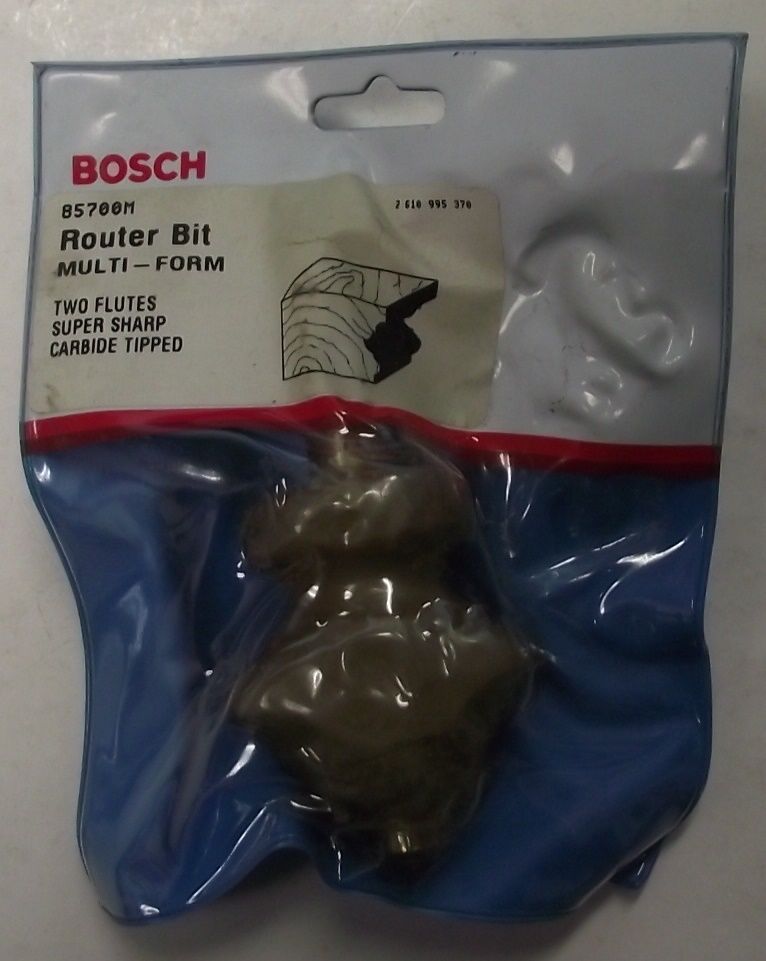 BOSCH
85700M
2 610 995 370
Router Bit
MULTI-FORM
TWO FLUTES
SUPER SHARP
CARBIDE TIPPED